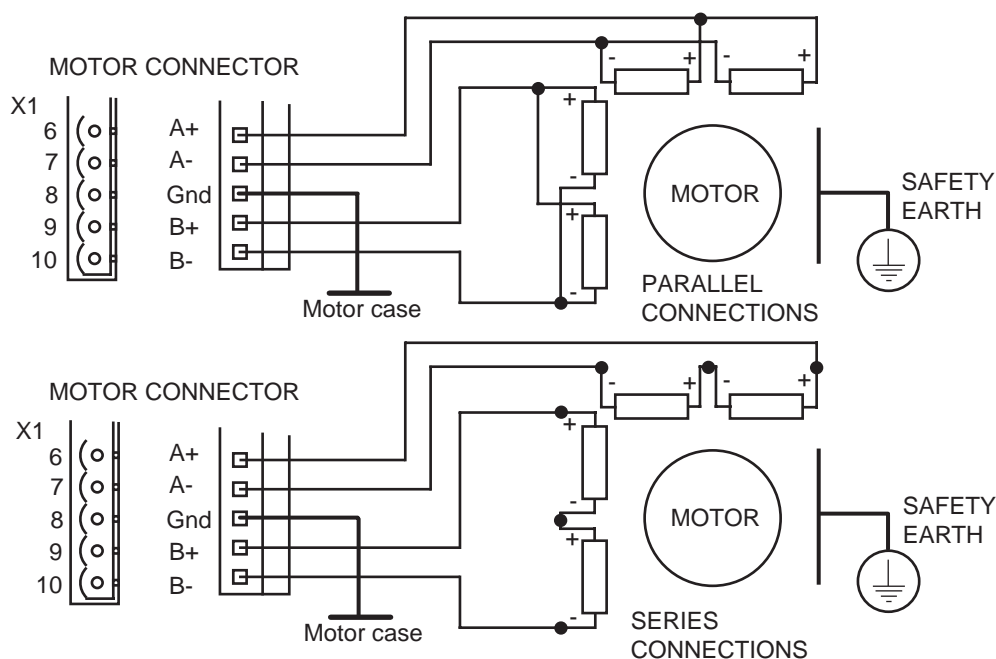 MOTOR CONNECTOR
X1
6
7
8
9
10
A+
A-
Gnd
B+
B-
Motor case
- + - +
+
-
+
-
MOTOR
SAFETY
EARTH
PARALLEL
CONNECTIONS
MOTOR CONNECTOR
X1
6
7
8
9
10
A+
A-
Gnd
B+
B-
Motor case
- + - +
+
-
+
-
MOTOR
SAFETY
EARTH
SERIES
CONNECTIONS